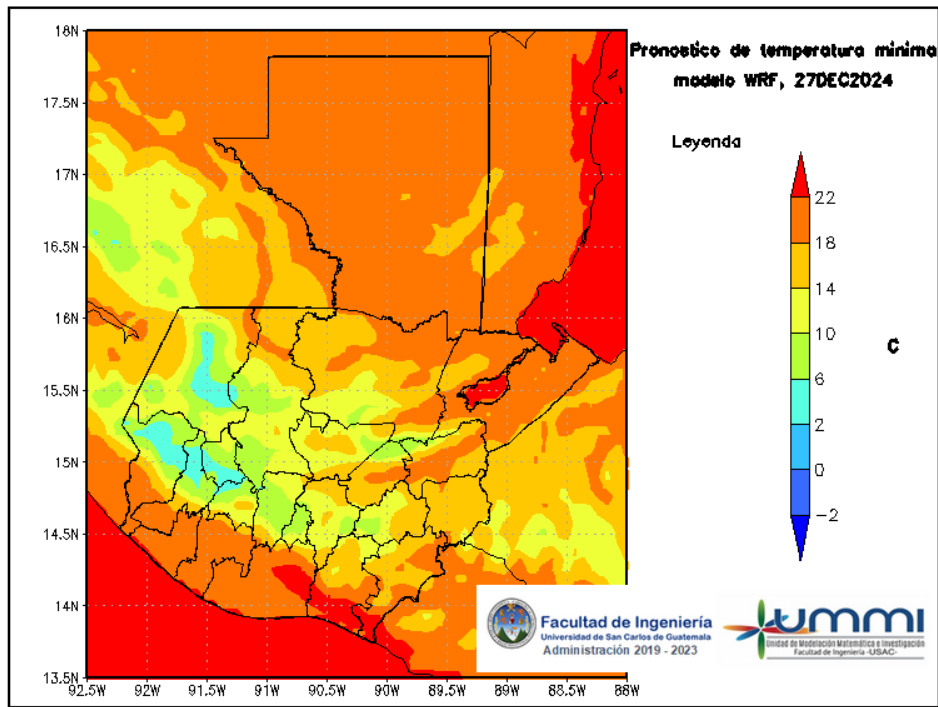 Pronostico de temperatura minima
modelo WRF, 27DEC2024
Leyenda
22
18
14
10
6
2
0
−2
C
18N
17.5N
17N
16.5N
16N
15.5N
15N
14.5N
14N
13.5N
92.5W
92W
91.5W
91W
90.5W
90W
89.5W
89W
88.5W
88W
Facultad de Ingeniería
Universidad de San Carlos de Guatemala
Administración 2019 - 2023
ummi
Unidad de Modelación Matemática e Investigación
Facultad de Ingeniería -USAC-